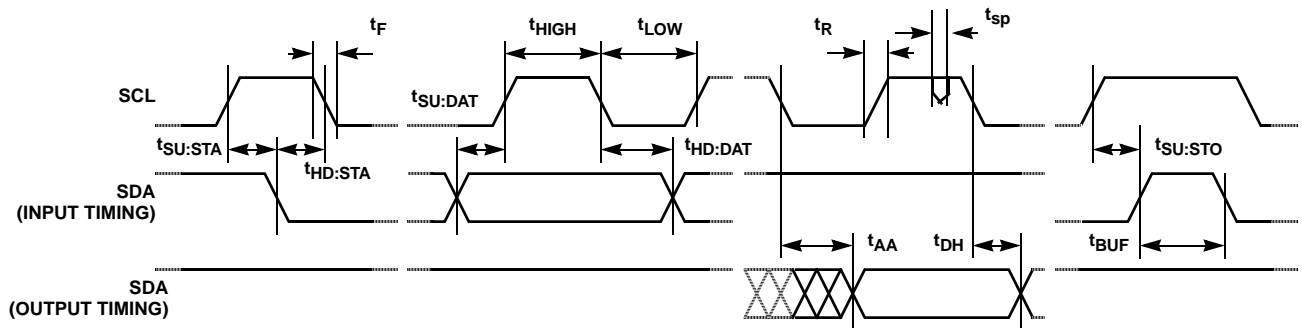 tF
tHIGH
tLOW
tR
tsp
SCL
tSU:DAT
tSU:STA
tHD:STA
tHD:DAT
tSU:STO
SDA
(INPUT TIMING)
tAA
tDH
tBUF
SDA
(OUTPUT TIMING)